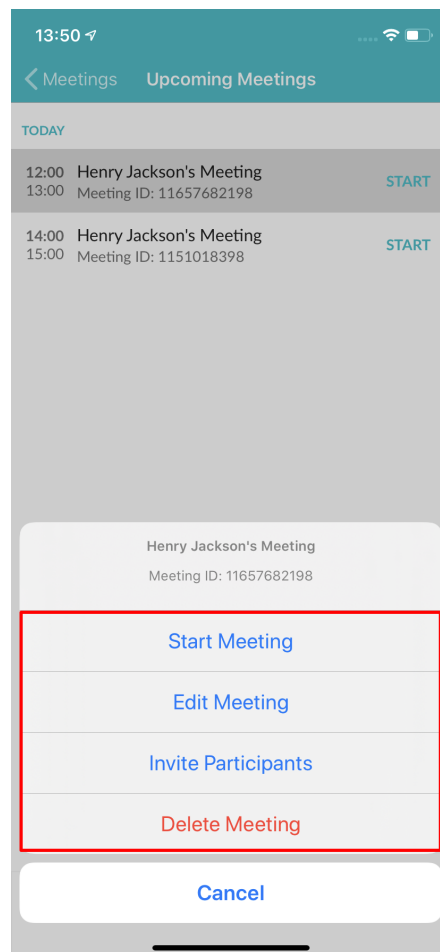 13:50
Meetings Upcoming Meetings
TODAY
12:00 Henry Jackson's Meeting
13:00 Meeting ID: 11657682198
START
14:00 Henry Jackson's Meeting
15:00 Meeting ID: 1151018398
START
Henry Jackson's Meeting
Meeting ID: 11657682198
Start Meeting
Edit Meeting
Invite Participants
Delete Meeting
Cancel